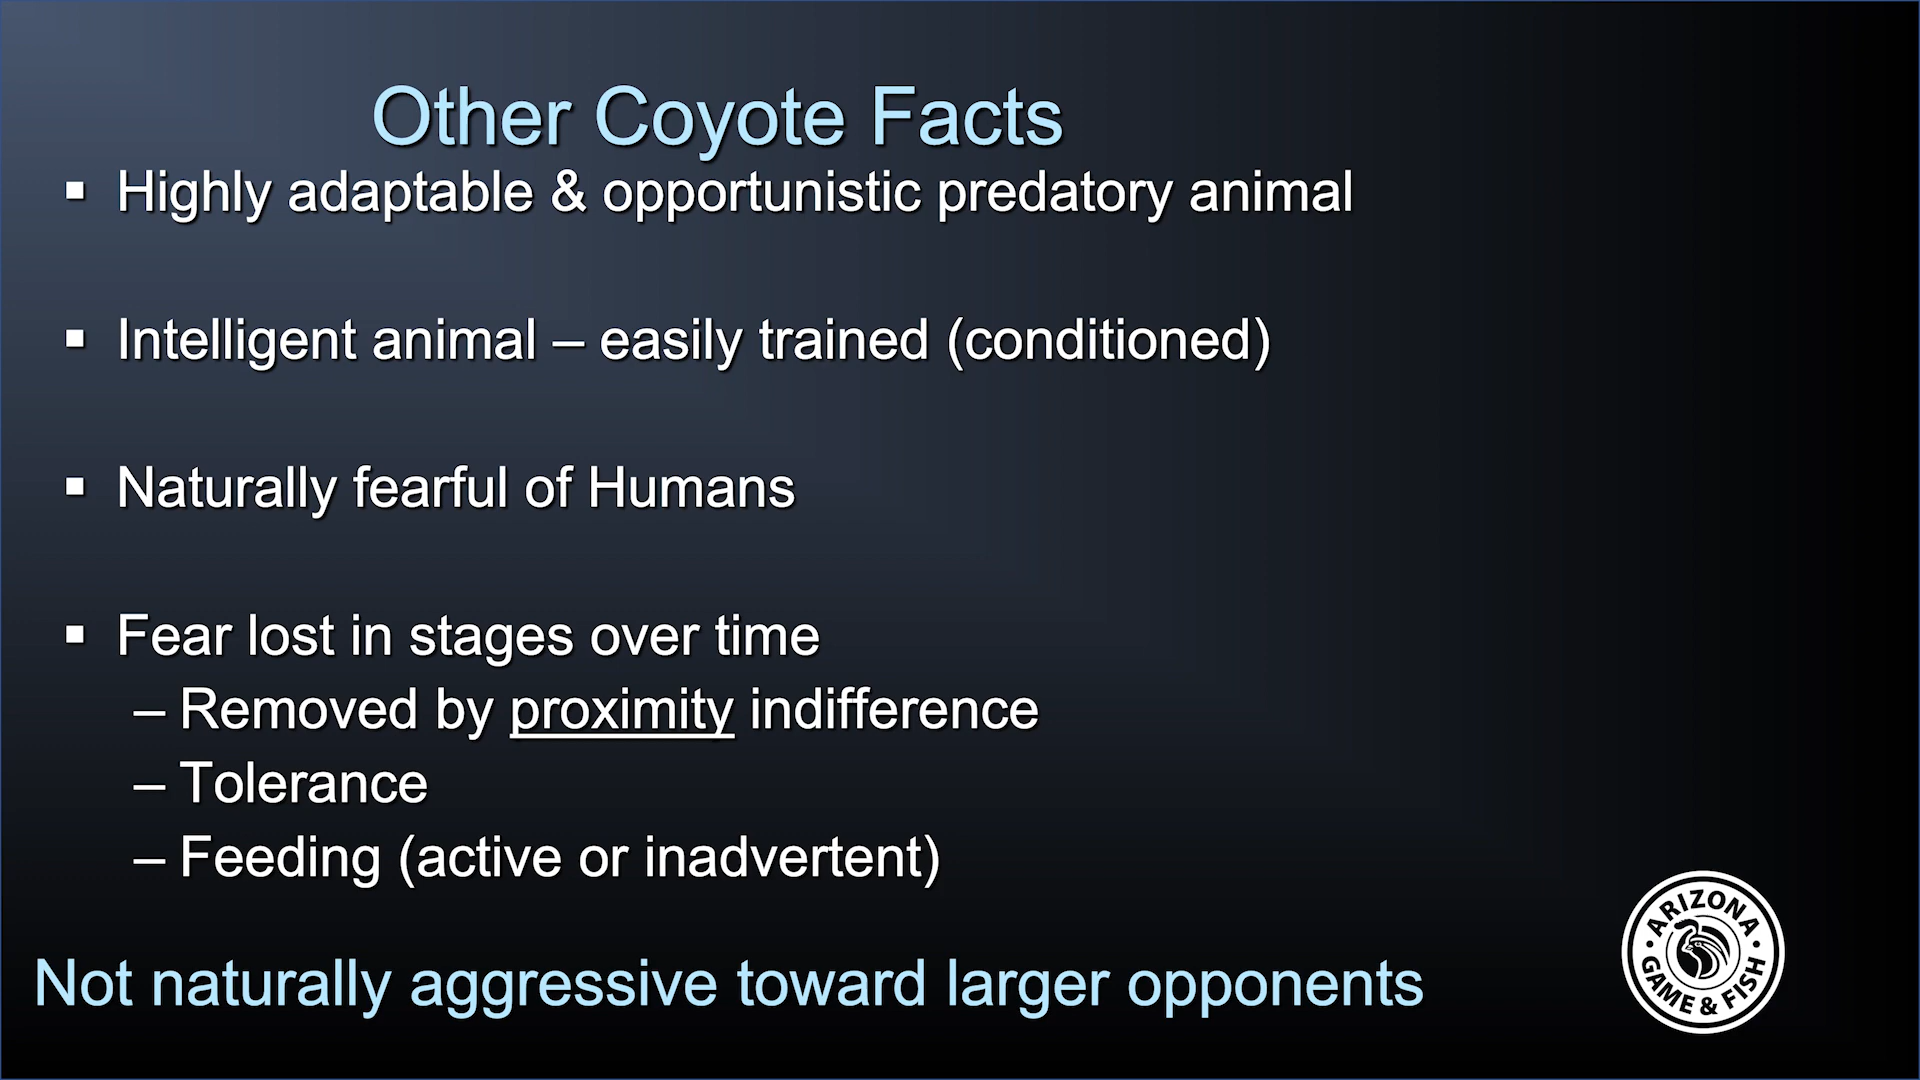 Other Coyote Facts
▪ Highly adaptable & opportunistic predatory animal
▪ Intelligent animal – easily trained (conditioned)
▪ Naturally fearful of Humans
▪ Fear lost in stages over time
– Removed by proximity indifference
– Tolerance
– Feeding (active or inadvertent)
Not naturally aggressive toward larger opponents
ARIZONA
GAME & FISH